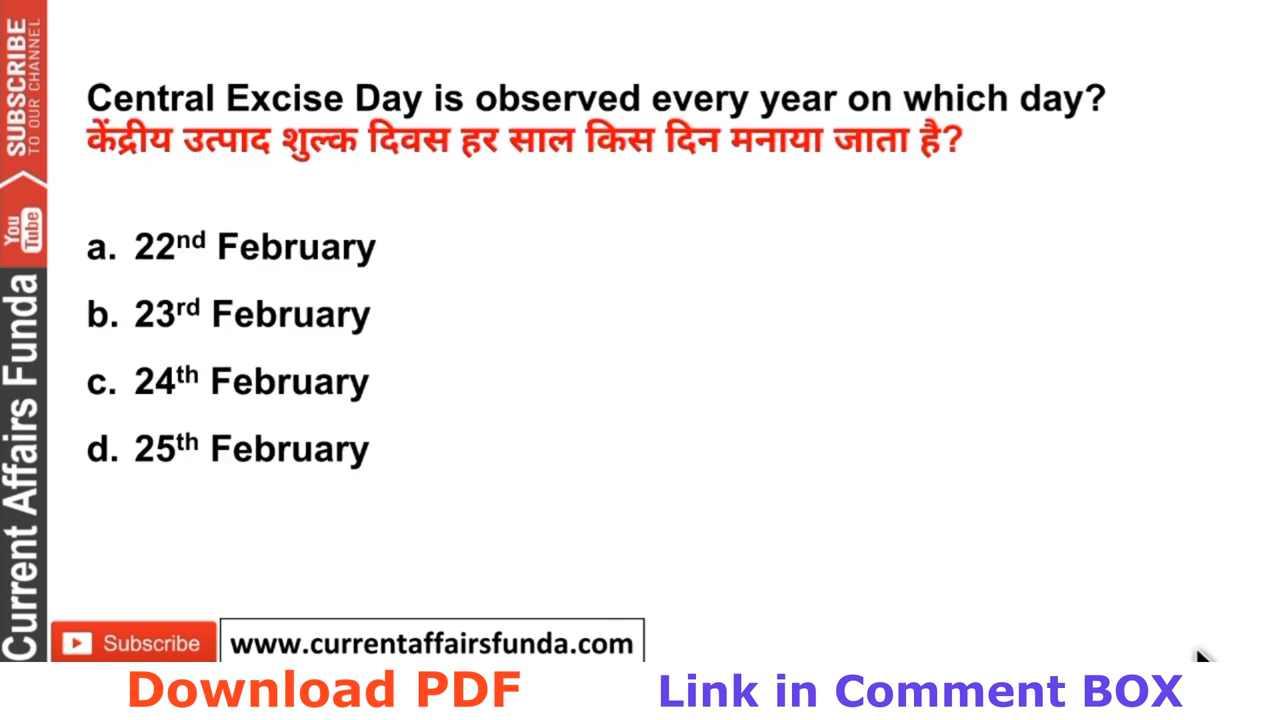 Central Excise Day is observed every year on which day?
केंद्रीय उत्पाद शुल्क दिवस हर साल किस दिन मनाया जाता है?
a. 22nd February
b. 23rd February
c. 24th February
d. 25th February
SUBSCRIBE
TO OUR CHANNEL
You
Tube
Current Affairs Funda
Subscribe
www.currentaffairsfunda.com
Download PDF
Link in Comment BOX